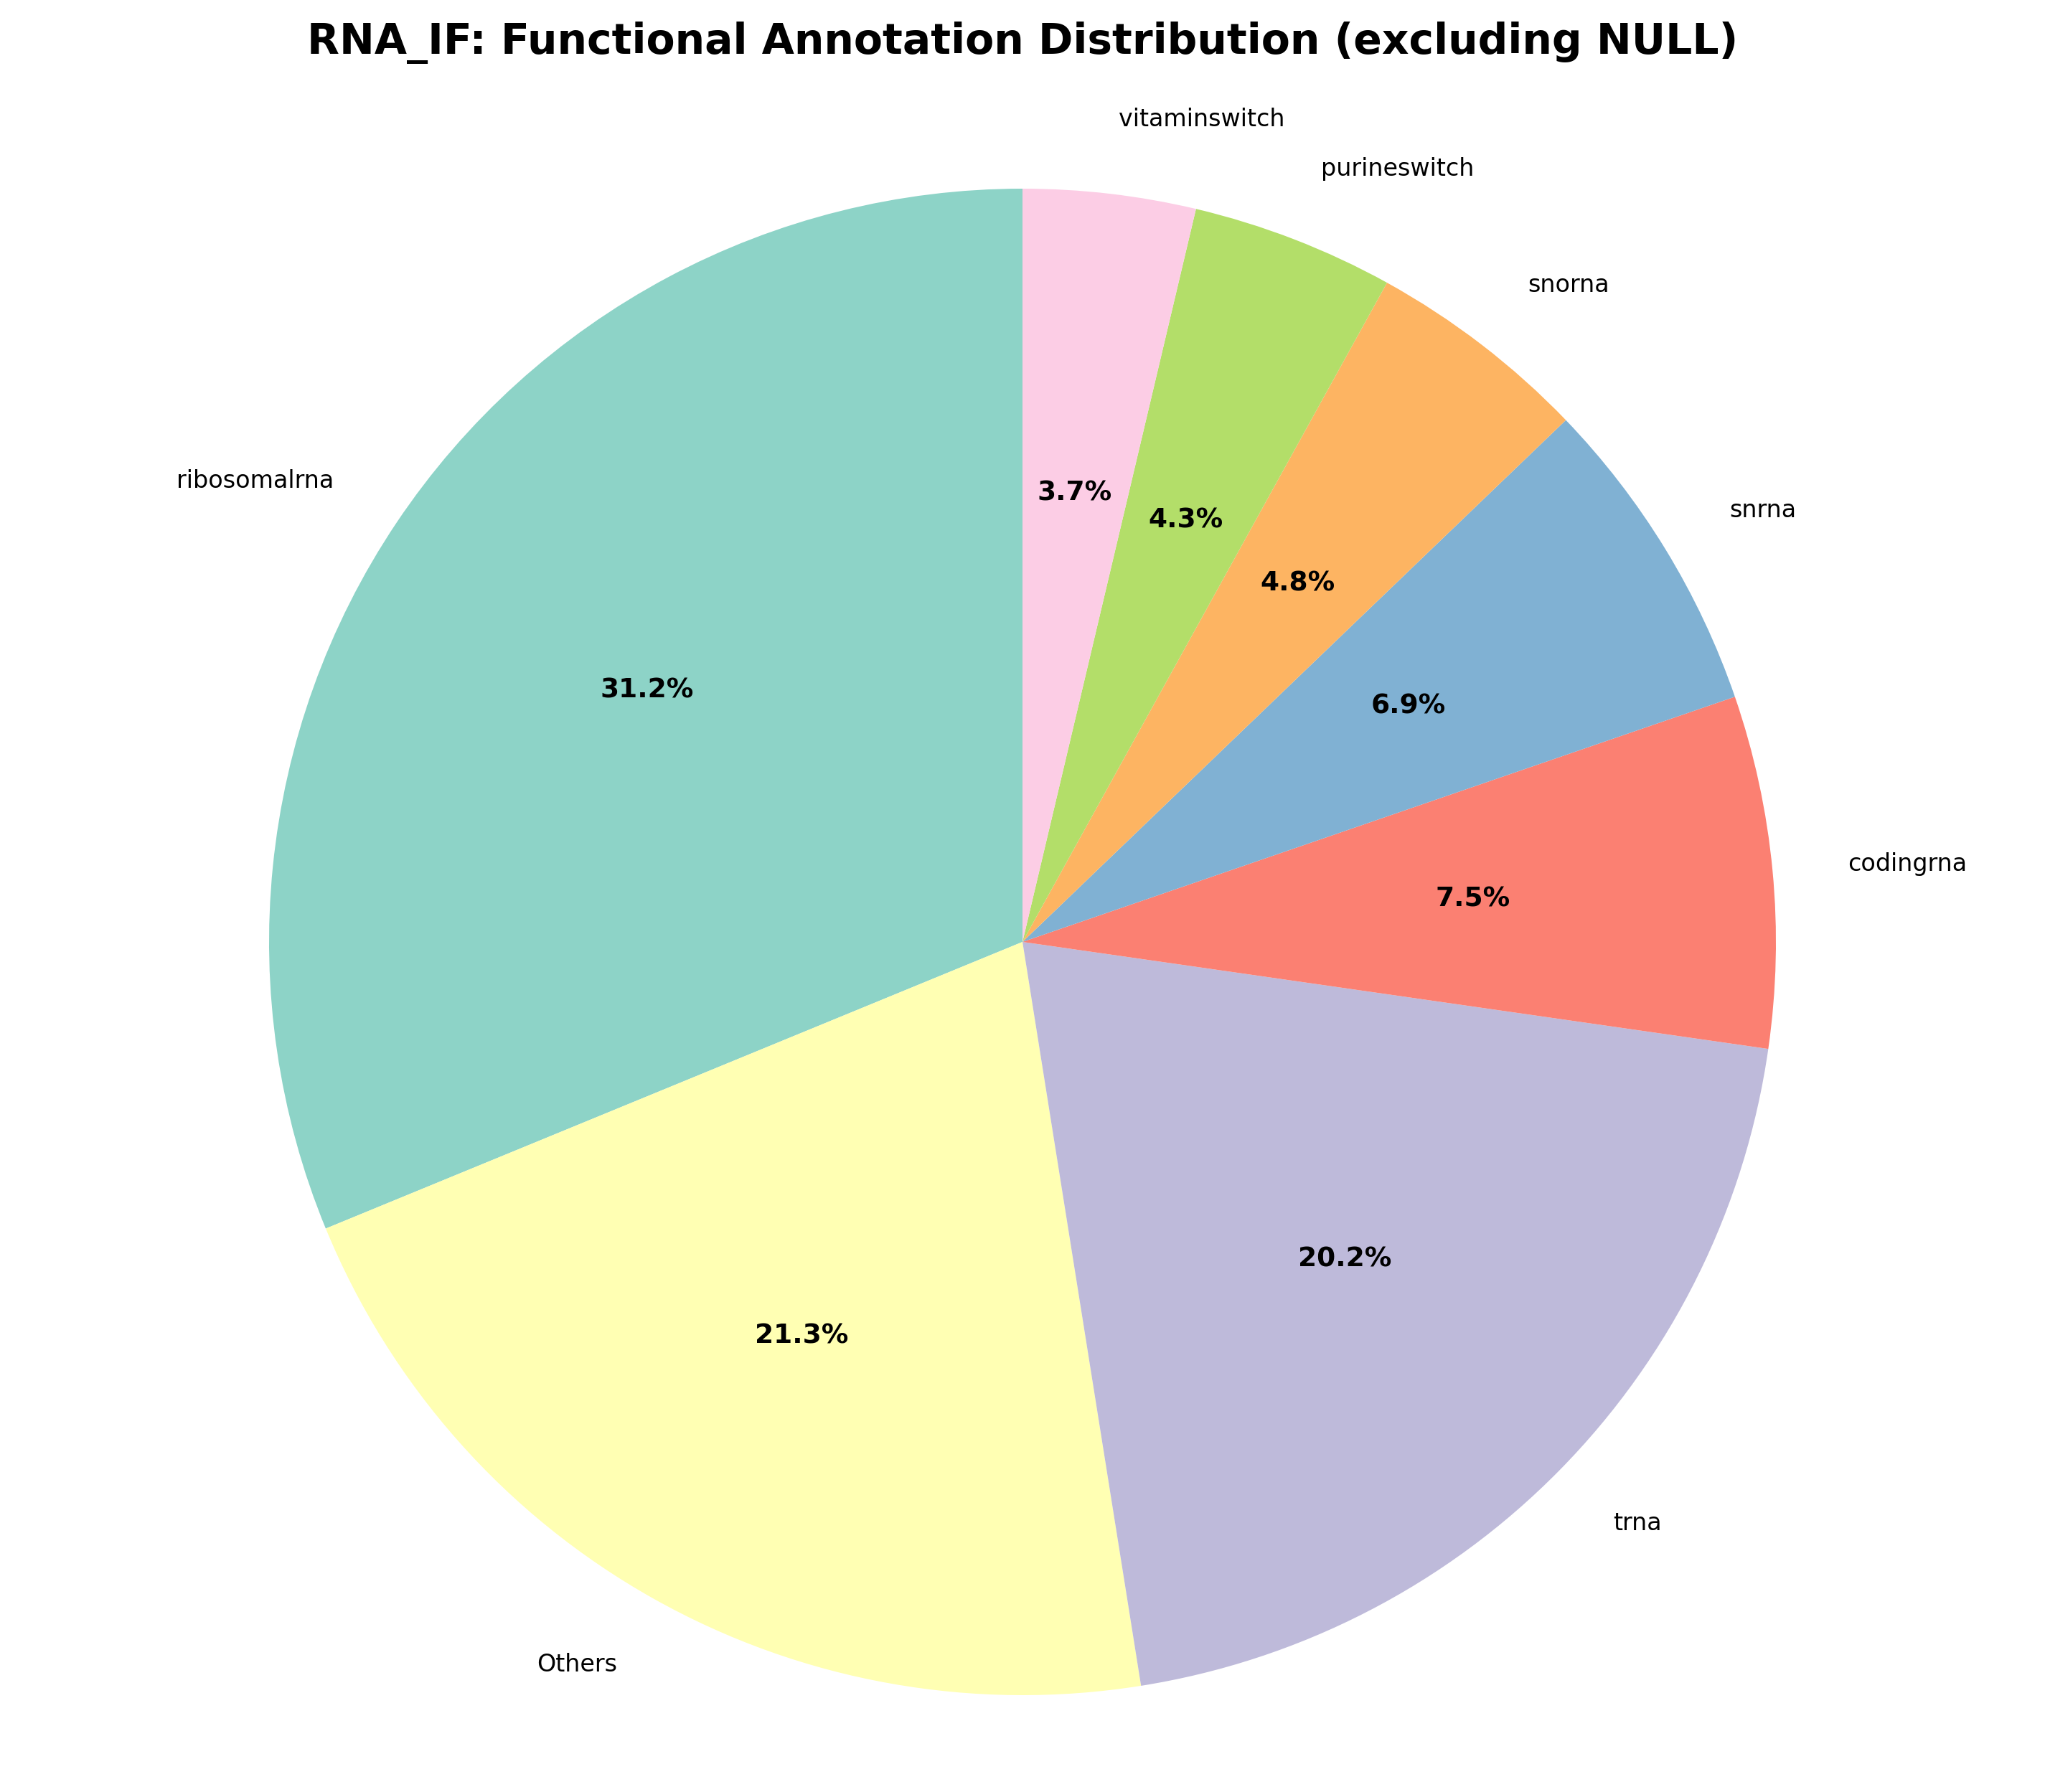 RNA_IF: Functional Annotation Distribution (excluding NULL)
vitaminswitch
purineswitch
snorna
ribosomalrna
snrna
3.7%
4.3%
4.8%
31.2%
6.9%
codingrna
7.5%
20.2%
21.3%
trna
Others